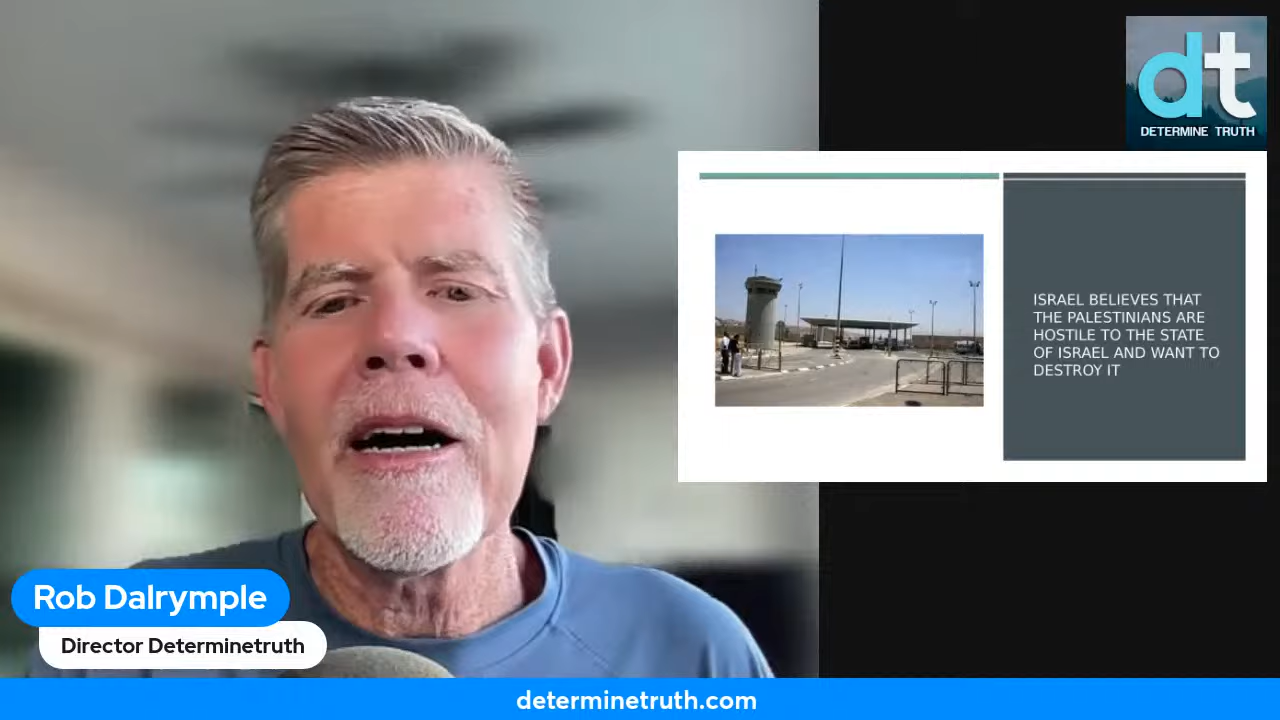 dt
DETERMINE TRUTH
ISRAEL BELIEVES THAT
THE PALESTINIANS ARE
HOSTILE TO THE STATE
OF ISRAEL AND WANT TO
DESTROY IT
Rob Dalrymple
Director Determinetruth
determinetruth.com